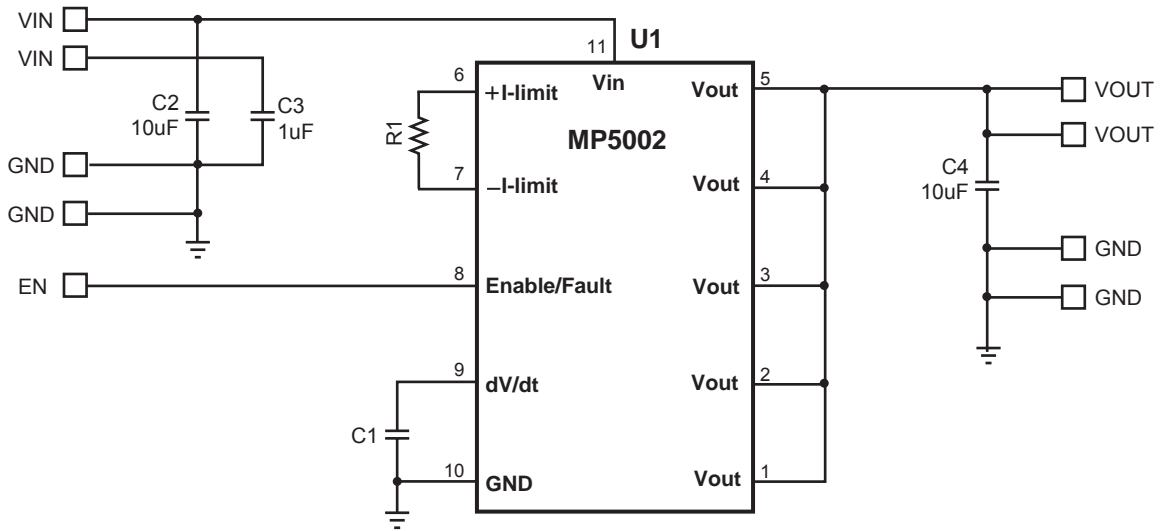 VIN
VIN
C2
10uF
C3
1uF
GND
GND
EN
R1
C1
U1
MP5002
11
Vin
6
+I-limit
7
−I-limit
8
Enable/Fault
9
dV/dt
10
GND
Vout
5
Vout
4
Vout
3
Vout
2
Vout
1
C4
10uF
VOUT
VOUT
GND
GND